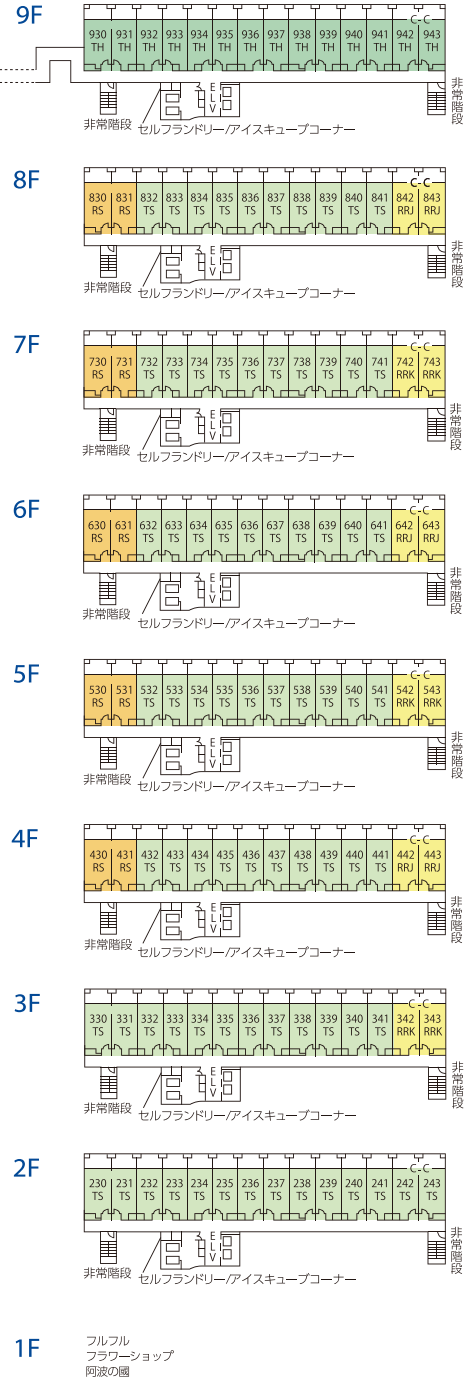 9F
C-C
930 931 932 933 934 935 936 937 938 939 940 941 942 943
TH TH TH TH TH TH TH TH TH TH TH TH TH TH
ELV
非常階段
非常階段
セルフランドリー/アイスキューブコーナー
8F
C-C
830 831 832 833 834 835 836 837 838 839 840 841 842 843
RS RS TS TS TS TS TS TS TS TS TS TS RRJ RRJ
ELV
非常階段
非常階段
セルフランドリー/アイスキューブコーナー
7F
C-C
730 731 732 733 734 735 736 737 738 739 740 741 742 743
RS RS TS TS TS TS TS TS TS TS TS TS RRK RRK
ELV
非常階段
非常階段
セルフランドリー/アイスキューブコーナー
6F
C-C
630 631 632 633 634 635 636 637 638 639 640 641 642 643
RS RS TS TS TS TS TS TS TS TS TS TS RRJ RRJ
ELV
非常階段
非常階段
セルフランドリー/アイスキューブコーナー
5F
C-C
530 531 532 533 534 535 536 537 538 539 540 541 542 543
RS RS TS TS TS TS TS TS TS TS TS TS RRK RRK
ELV
非常階段
非常階段
セルフランドリー/アイスキューブコーナー
4F
C-C
430 431 432 433 434 435 436 437 438 439 440 441 442 443
RS RS TS TS TS TS TS TS TS TS TS TS RRJ RRJ
ELV
非常階段
非常階段
セルフランドリー/アイスキューブコーナー
3F
C-C
330 331 332 333 334 335 336 337 338 339 340 341 342 343
TS TS TS TS TS TS TS TS TS TS TS TS RRK RRK
ELV
非常階段
非常階段
セルフランドリー/アイスキューブコーナー
2F
C-C
230 231 232 233 234 235 236 237 238 239 240 241 242 243
TS TS TS TS TS TS TS TS TS TS TS TS TS TS
ELV
非常階段
非常階段
セルフランドリー/アイスキューブコーナー
1F
フルフル
フラワーショップ
阿波の國